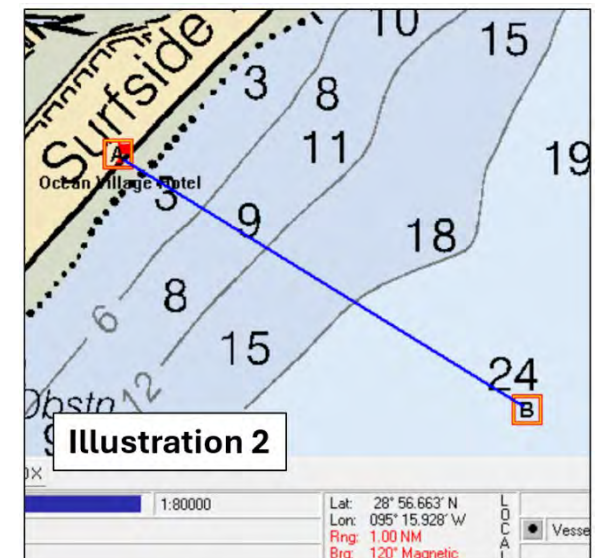 10
15
3
8
Surfside
11
19
A
Ocean Village Hotel
3
9
18
8
6
15
24
B
12
Obstn
Illustration 2
1:80000
Lat: 28° 56.663' N
Lon: 095° 15.928' W
Rng: 1.00 NM
Brg: 120° Magnetic
L
O
C
A
Vesse